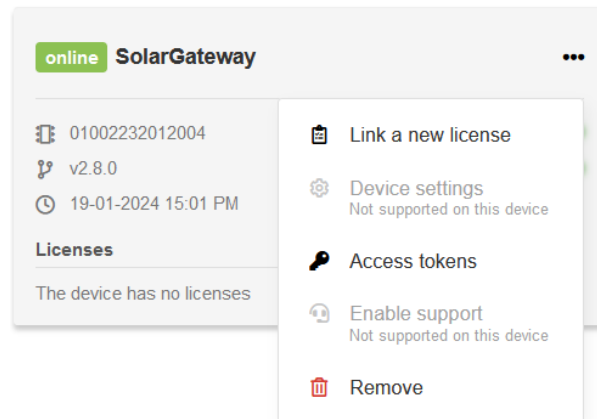 online SolarGateway
01002232012004
v2.8.0
19-01-2024 15:01 PM
Licenses
The device has no licenses
Link a new license
Device settings
Not supported on this device
Access tokens
Enable support
Not supported on this device
Remove